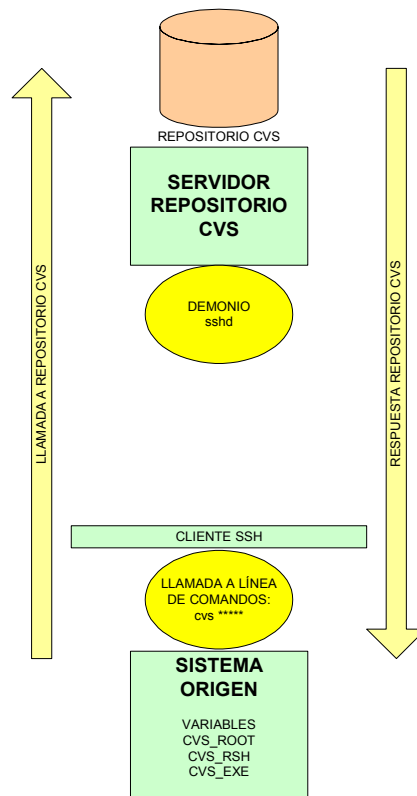 REPOSITORIO CVS
SERVIDOR
REPOSITORIO
CVS
DEMONIO
sshd
LLAMADA A REPOSITORIO CVS
RESPUESTA REPOSITORIO CVS
CLIENTE SSH
LLAMADA A LÍNEA
DE COMANDOS:
cvs *****
SISTEMA
ORIGEN
VARIABLES
CVS_ROOT
CVS_RSH
CVS_EXE